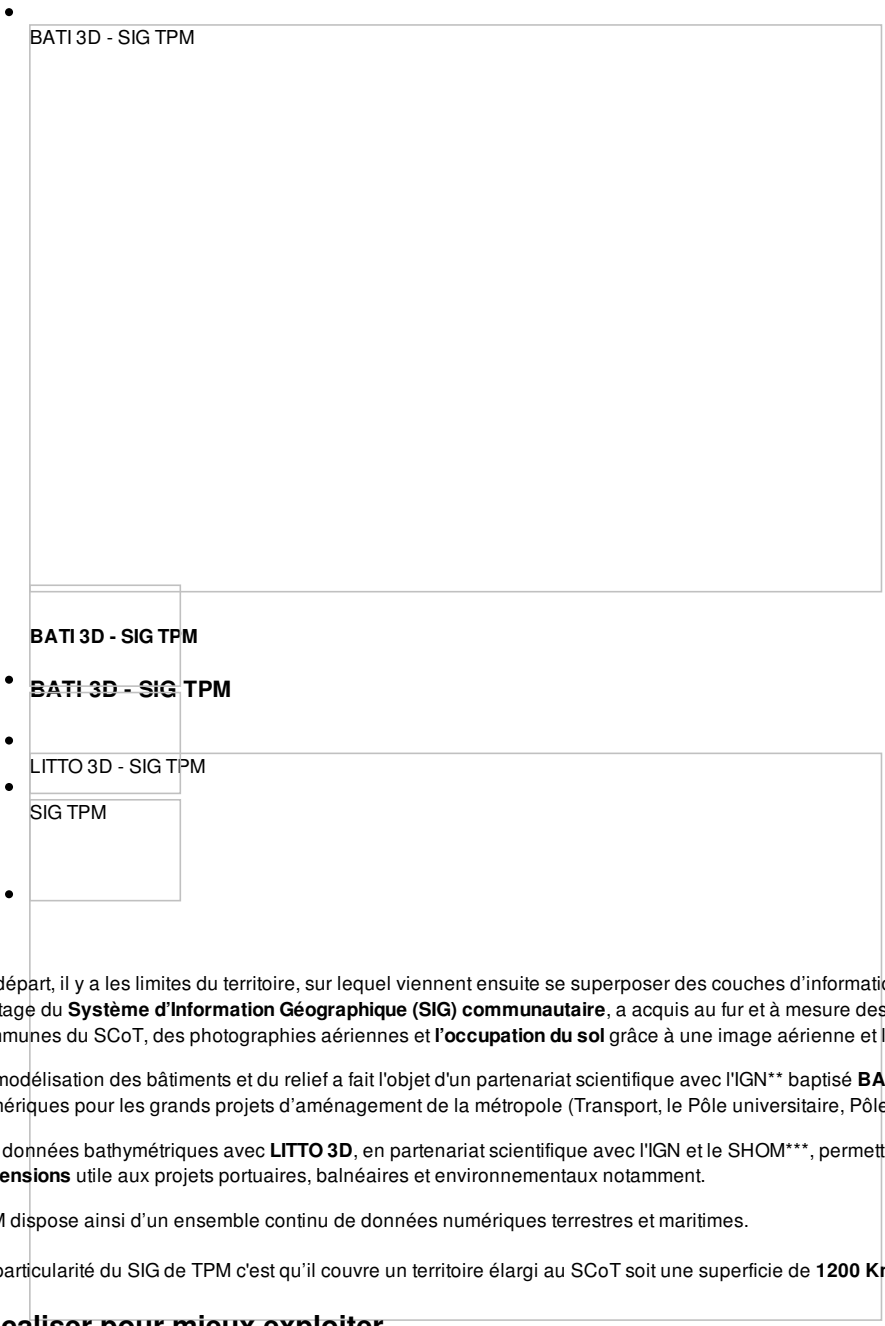 BATI 3D - SIG TPM
BATI 3D - SIG TPM
BATI 3D - SIG TPM
LITTO 3D - SIG TPM
SIG TPM
départ, il y a les limites du territoire, sur lequel viennent ensuite se superposer des couches d’informatio
tage du Système d’Information Géographique (SIG) communautaire, a acquis au fur et à mesure des
munes du SCoT, des photographies aériennes et l’occupation du sol grâce à une image aérienne et l
modélisation des bâtiments et du relief a fait l'objet d'un partenariat scientifique avec l'IGN** baptisé BA
ériques pour les grands projets d’aménagement de la métropole (Transport, le Pôle universitaire, Pôle
données bathymétriques avec LITTO 3D, en partenariat scientifique avec l'IGN et le SHOM***, permett
ensions utile aux projets portuaires, balnéaires et environnementaux notamment.
M dispose ainsi d’un ensemble continu de données numériques terrestres et maritimes.
particularité du SIG de TPM c'est qu’il couvre un territoire élargi au SCoT soit une superficie de 1200 K
caliser pour mieux exploiter